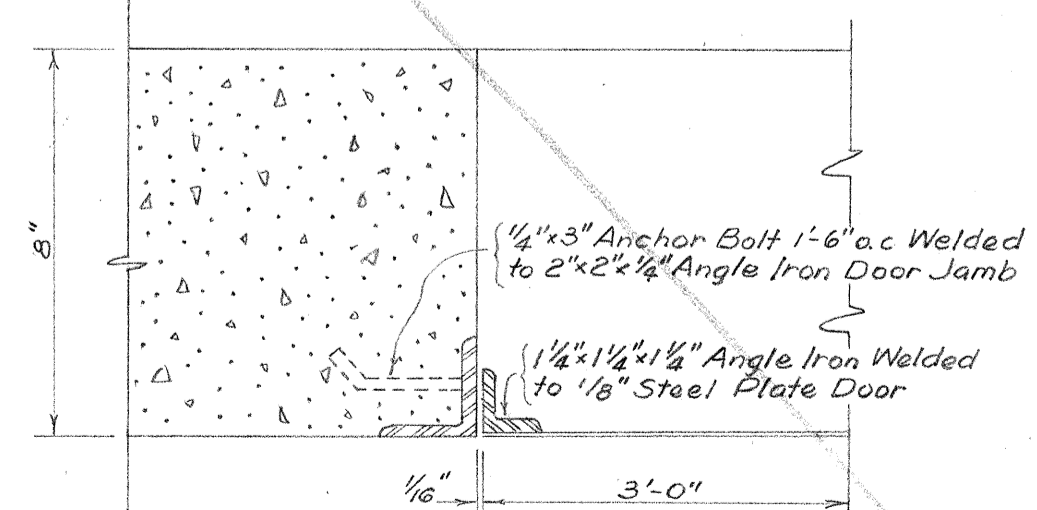 8"
1/4"x3" Anchor Bolt 1'-6" o.c Welded
to 2"x2"x1/4" Angle Iron Door Jamb
1 1/4"x1 1/4"x1 1/4" Angle Iron Welded
to 1/8" Steel Plate Door
1/16"
3'-0"